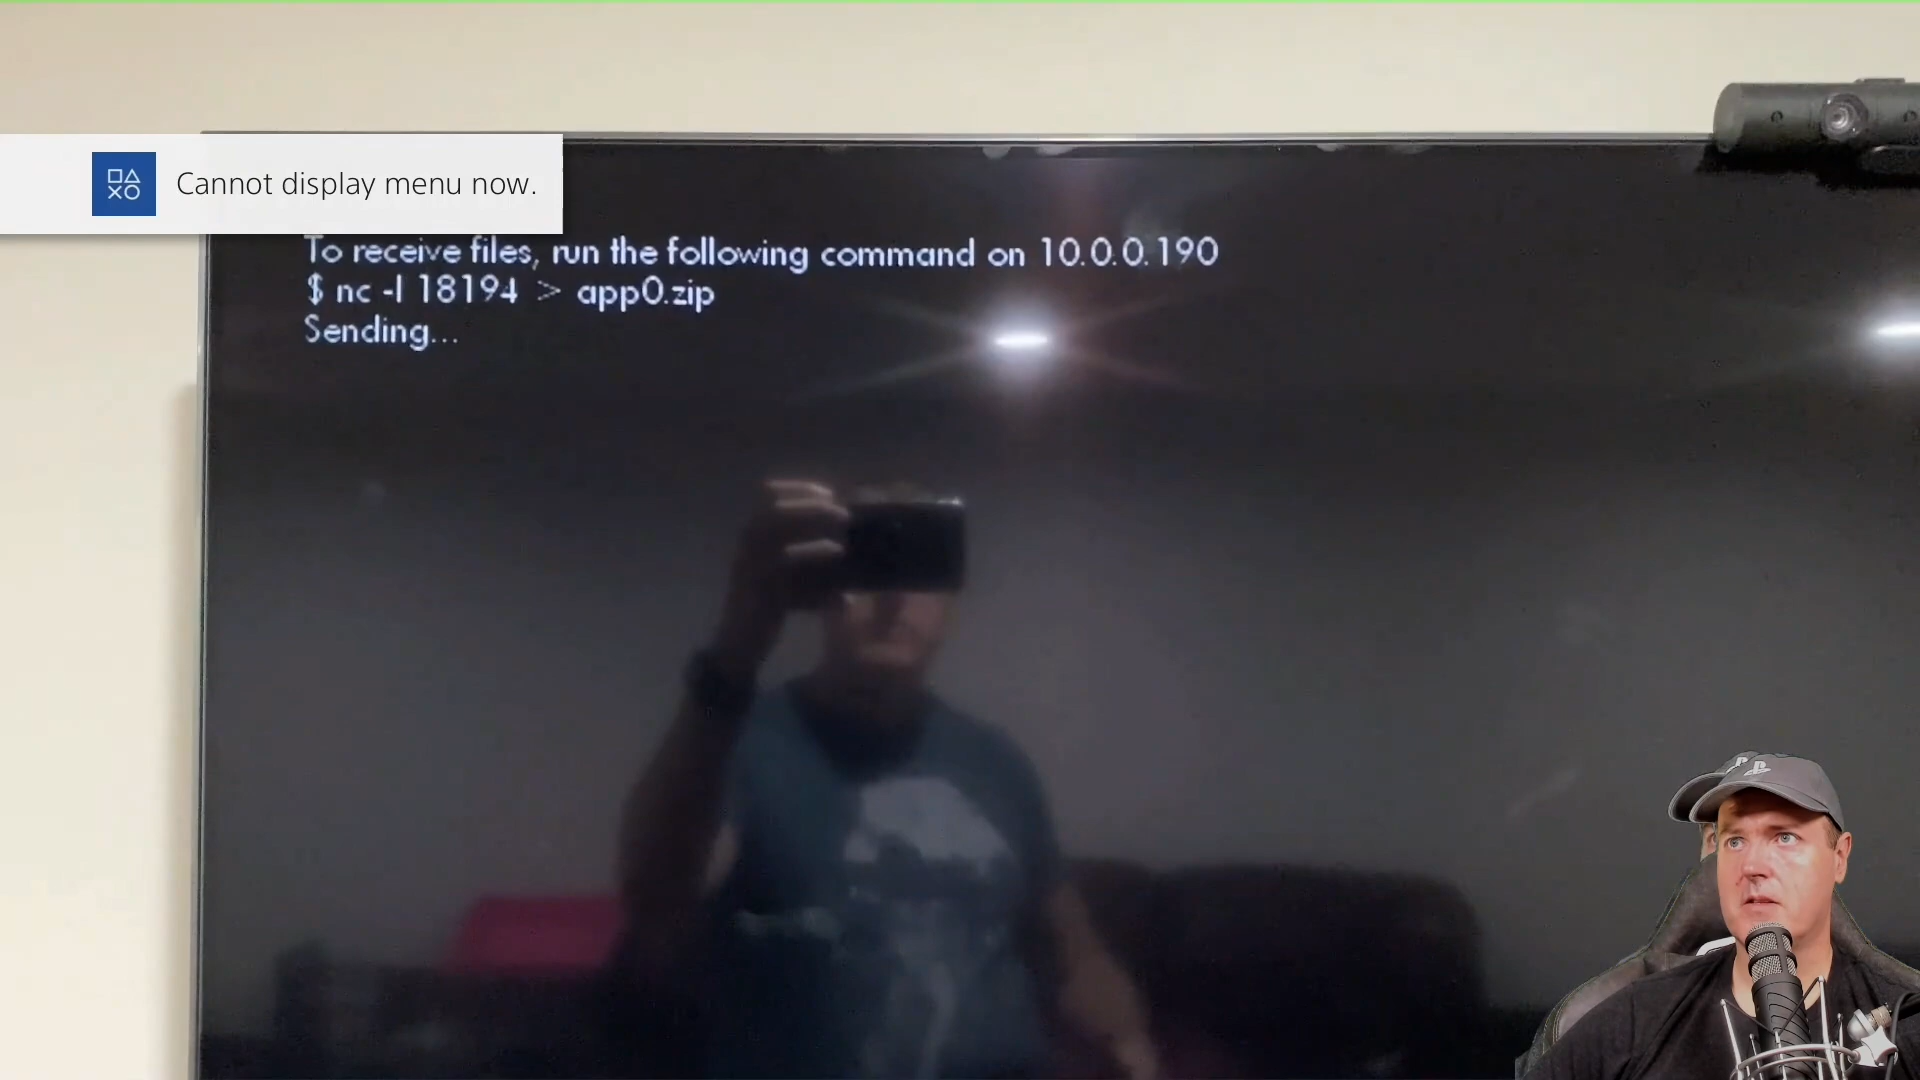 Cannot display menu now.
To receive files, run the following command on 10.0.0.190
$ nc -l 18194 > app0.zip
Sending...